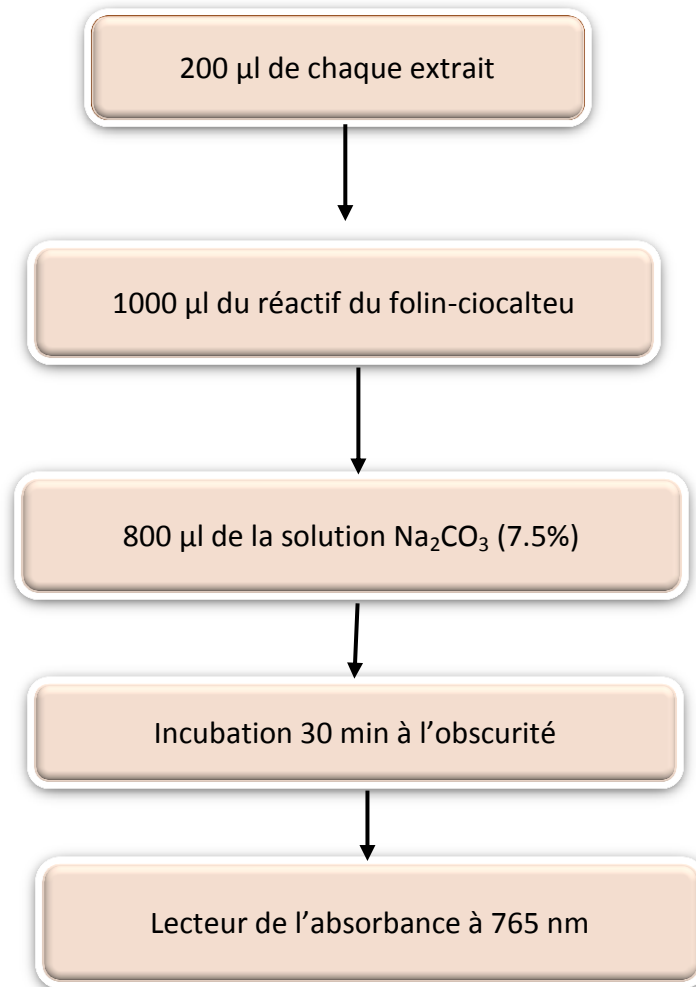 200 µl de chaque extrait
1000 µl du réactif du folin-ciocalteu
800 µl de la solution Na₂CO₃ (7.5%)
Incubation 30 min à l’obscurité
Lecteur de l’absorbance à 765 nm